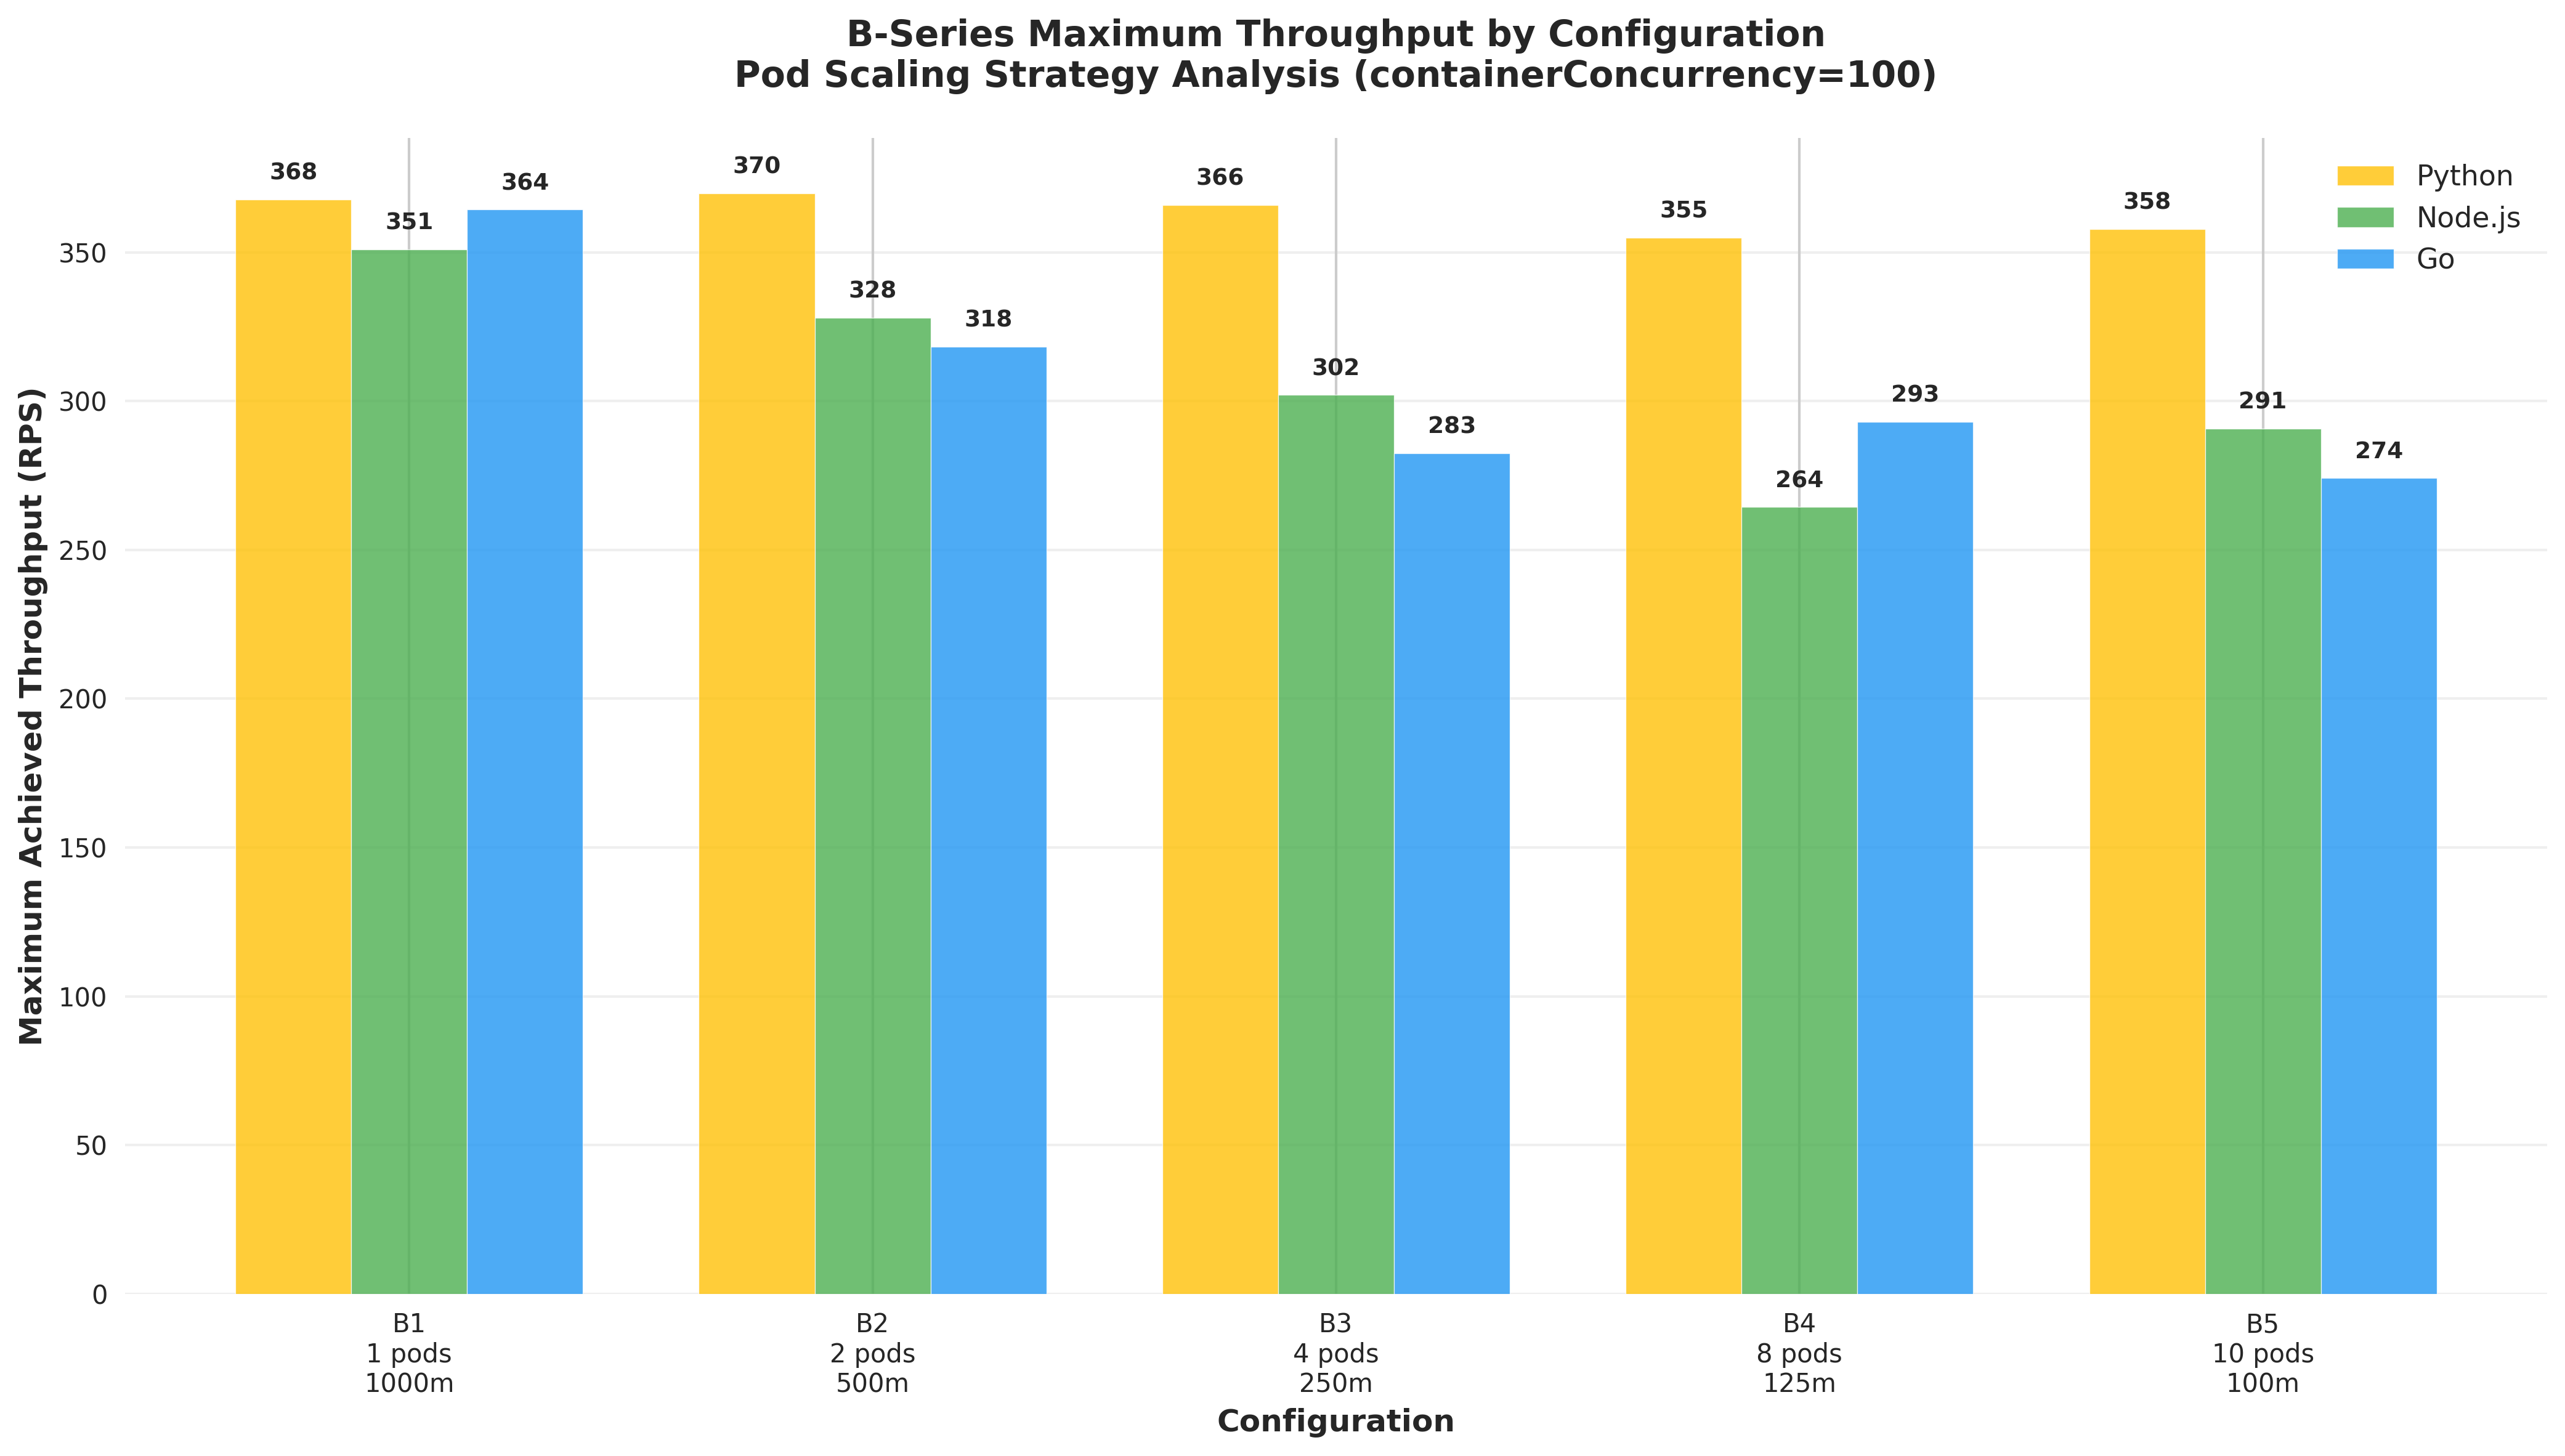 B-Series Maximum Throughput by Configuration
Pod Scaling Strategy Analysis (containerConcurrency=100)
Python
Node.js
Go
Maximum Achieved Throughput (RPS)
350
300
250
200
150
100
50
0
368
351
364
370
328
318
366
302
283
355
264
293
358
291
274
B1
1 pods
1000m
B2
2 pods
500m
B3
4 pods
250m
B4
8 pods
125m
B5
10 pods
100m
Configuration